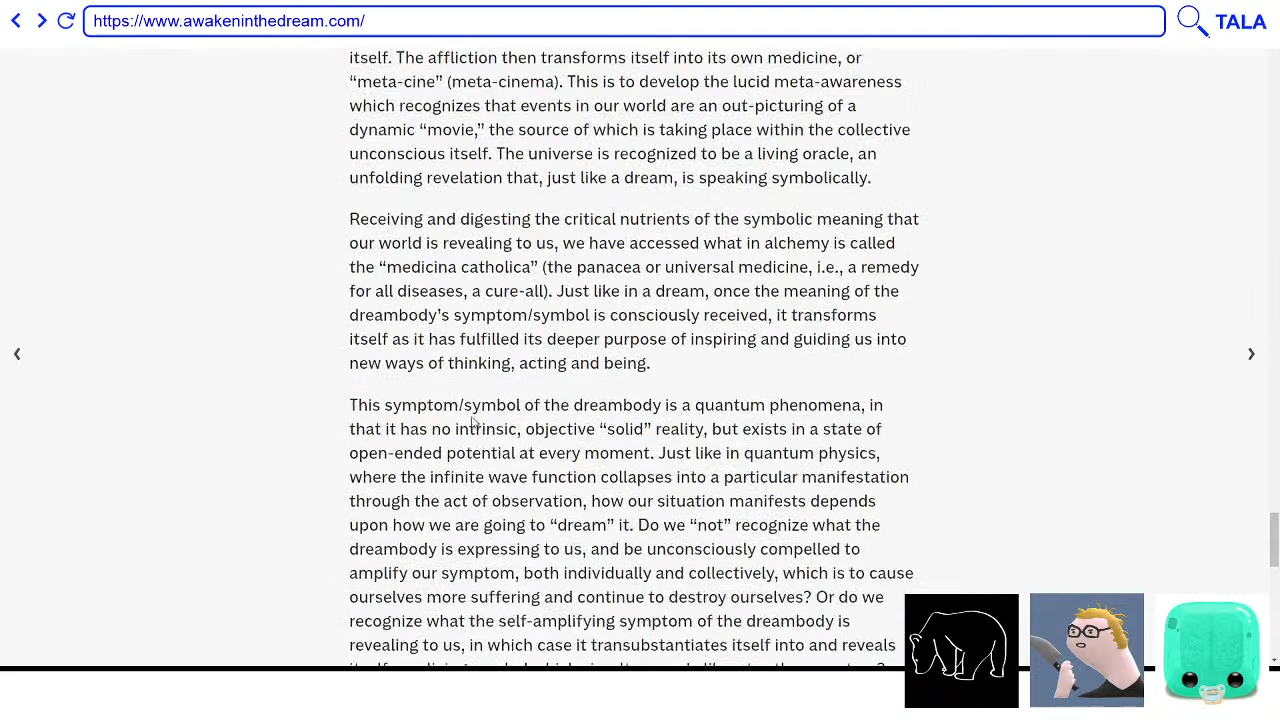 https://www.awakeninthedream.com/
TALA
itself. The affliction then transforms itself into its own medicine, or
“meta-cine” (meta-cinema). This is to develop the lucid meta-awareness
which recognizes that events in our world are an out-picturing of a
dynamic “movie,” the source of which is taking place within the collective
unconscious itself. The universe is recognized to be a living oracle, an
unfolding revelation that, just like a dream, is speaking symbolically.
Receiving and digesting the critical nutrients of the symbolic meaning that
our world is revealing to us, we have accessed what in alchemy is called
the “medicina catholica” (the panacea or universal medicine, i.e., a remedy
for all diseases, a cure-all). Just like in a dream, once the meaning of the
dreambody’s symptom/symbol is consciously received, it transforms
itself as it has fulfilled its deeper purpose of inspiring and guiding us into
new ways of thinking, acting and being.
This symptom/symbol of the dreambody is a quantum phenomena, in
that it has no intrinsic, objective “solid” reality, but exists in a state of
open-ended potential at every moment. Just like in quantum physics,
where the infinite wave function collapses into a particular manifestation
through the act of observation, how our situation manifests depends
upon how we are going to “dream” it. Do we “not” recognize what the
dreambody is expressing to us, and be unconsciously compelled to
amplify our symptom, both individually and collectively, which is to cause
ourselves more suffering and continue to destroy ourselves? Or do we
recognize what the self-amplifying symptom of the dreambody is
revealing to us, in which case it transubstantiates itself into and reveals